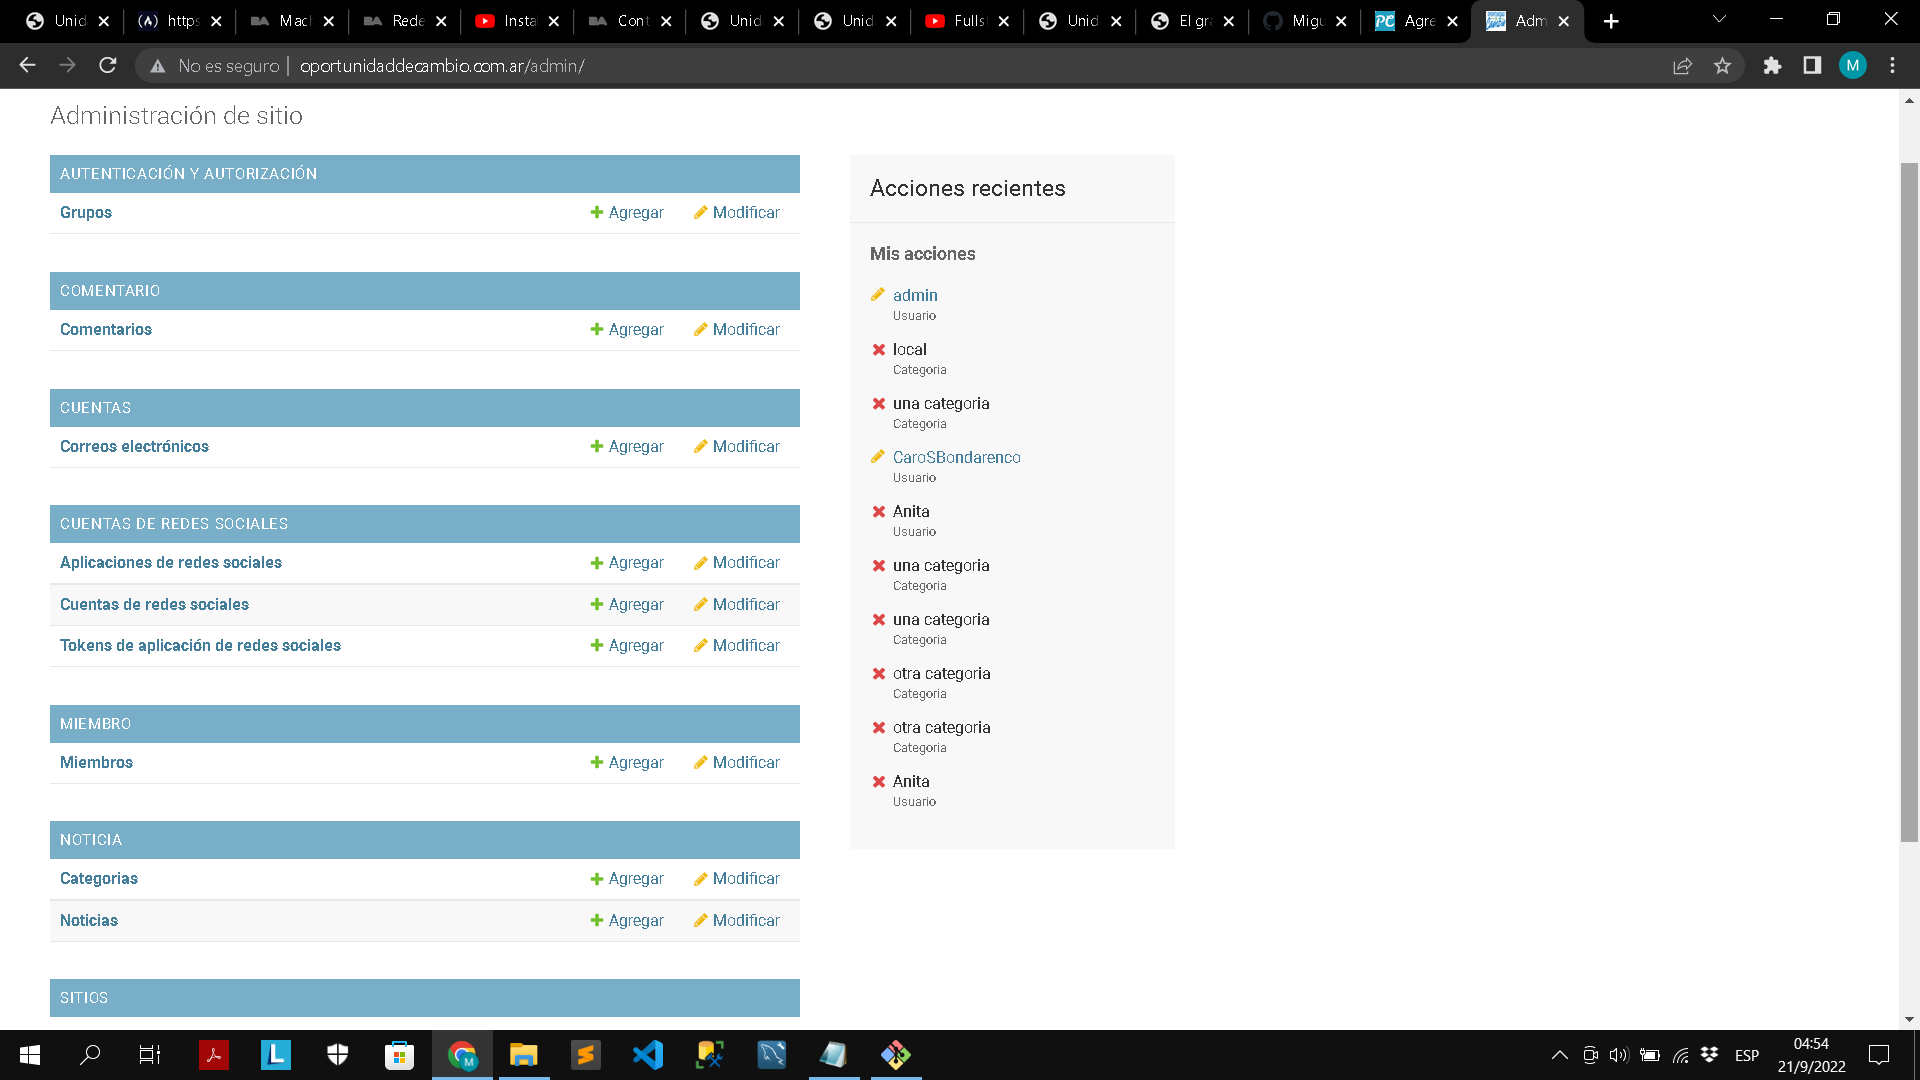 Unid
https
Mach
Rede
Insta
Cont
Unid
Unid
Fulls
Unid
El gra
Migu
Agre
Adm
No es seguro | oportunidaddecambio.com.ar/admin/
M
Administración de sitio
AUTENTICACIÓN Y AUTORIZACIÓN
Grupos Agregar Modificar
COMENTARIO
Comentarios Agregar Modificar
CUENTAS
Correos electrónicos Agregar Modificar
CUENTAS DE REDES SOCIALES
Aplicaciones de redes sociales Agregar Modificar
Cuentas de redes sociales Agregar Modificar
Tokens de aplicación de redes sociales Agregar Modificar
MIEMBRO
Miembros Agregar Modificar
NOTICIA
Categorias Agregar Modificar
Noticias Agregar Modificar
SITIOS
Acciones recientes
Mis acciones
admin
Usuario
local
Categoria
una categoria
Categoria
CaroSBondarenco
Usuario
Anita
Usuario
una categoria
Categoria
una categoria
Categoria
otra categoria
Categoria
otra categoria
Categoria
Anita
Usuario
ESP
04:54
21/9/2022